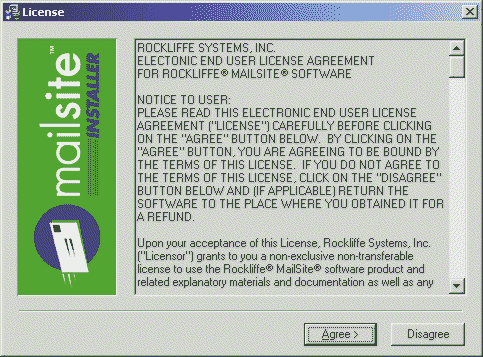 License
mailsite™
INSTALLER
ROCKLIFFE SYSTEMS, INC.
ELECTONIC END USER LICENSE AGREEMENT
FOR ROCKLIFFE® MAILSITE® SOFTWARE
NOTICE TO USER:
PLEASE READ THIS ELECTRONIC END USER LICENSE
AGREEMENT ("LICENSE") CAREFULLY BEFORE CLICKING
ON THE "AGREE" BUTTON BELOW.  BY CLICKING ON THE
"AGREE" BUTTON, YOU ARE AGREEING TO BE BOUND BY
THE TERMS OF THIS LICENSE.  IF YOU DO NOT AGREE TO
THE TERMS OF THIS LICENSE, CLICK ON THE "DISAGREE"
BUTTON BELOW AND (IF APPLICABLE) RETURN THE
SOFTWARE TO THE PLACE WHERE YOU OBTAINED IT FOR
A REFUND.
Upon your acceptance of this License, Rockliffe Systems, Inc.
("Licensor") grants to you a non-exclusive non-transferable
license to use the Rockliffe® MailSite® software product and
related explanatory materials and documentation as well as any
Agree >
Disagree